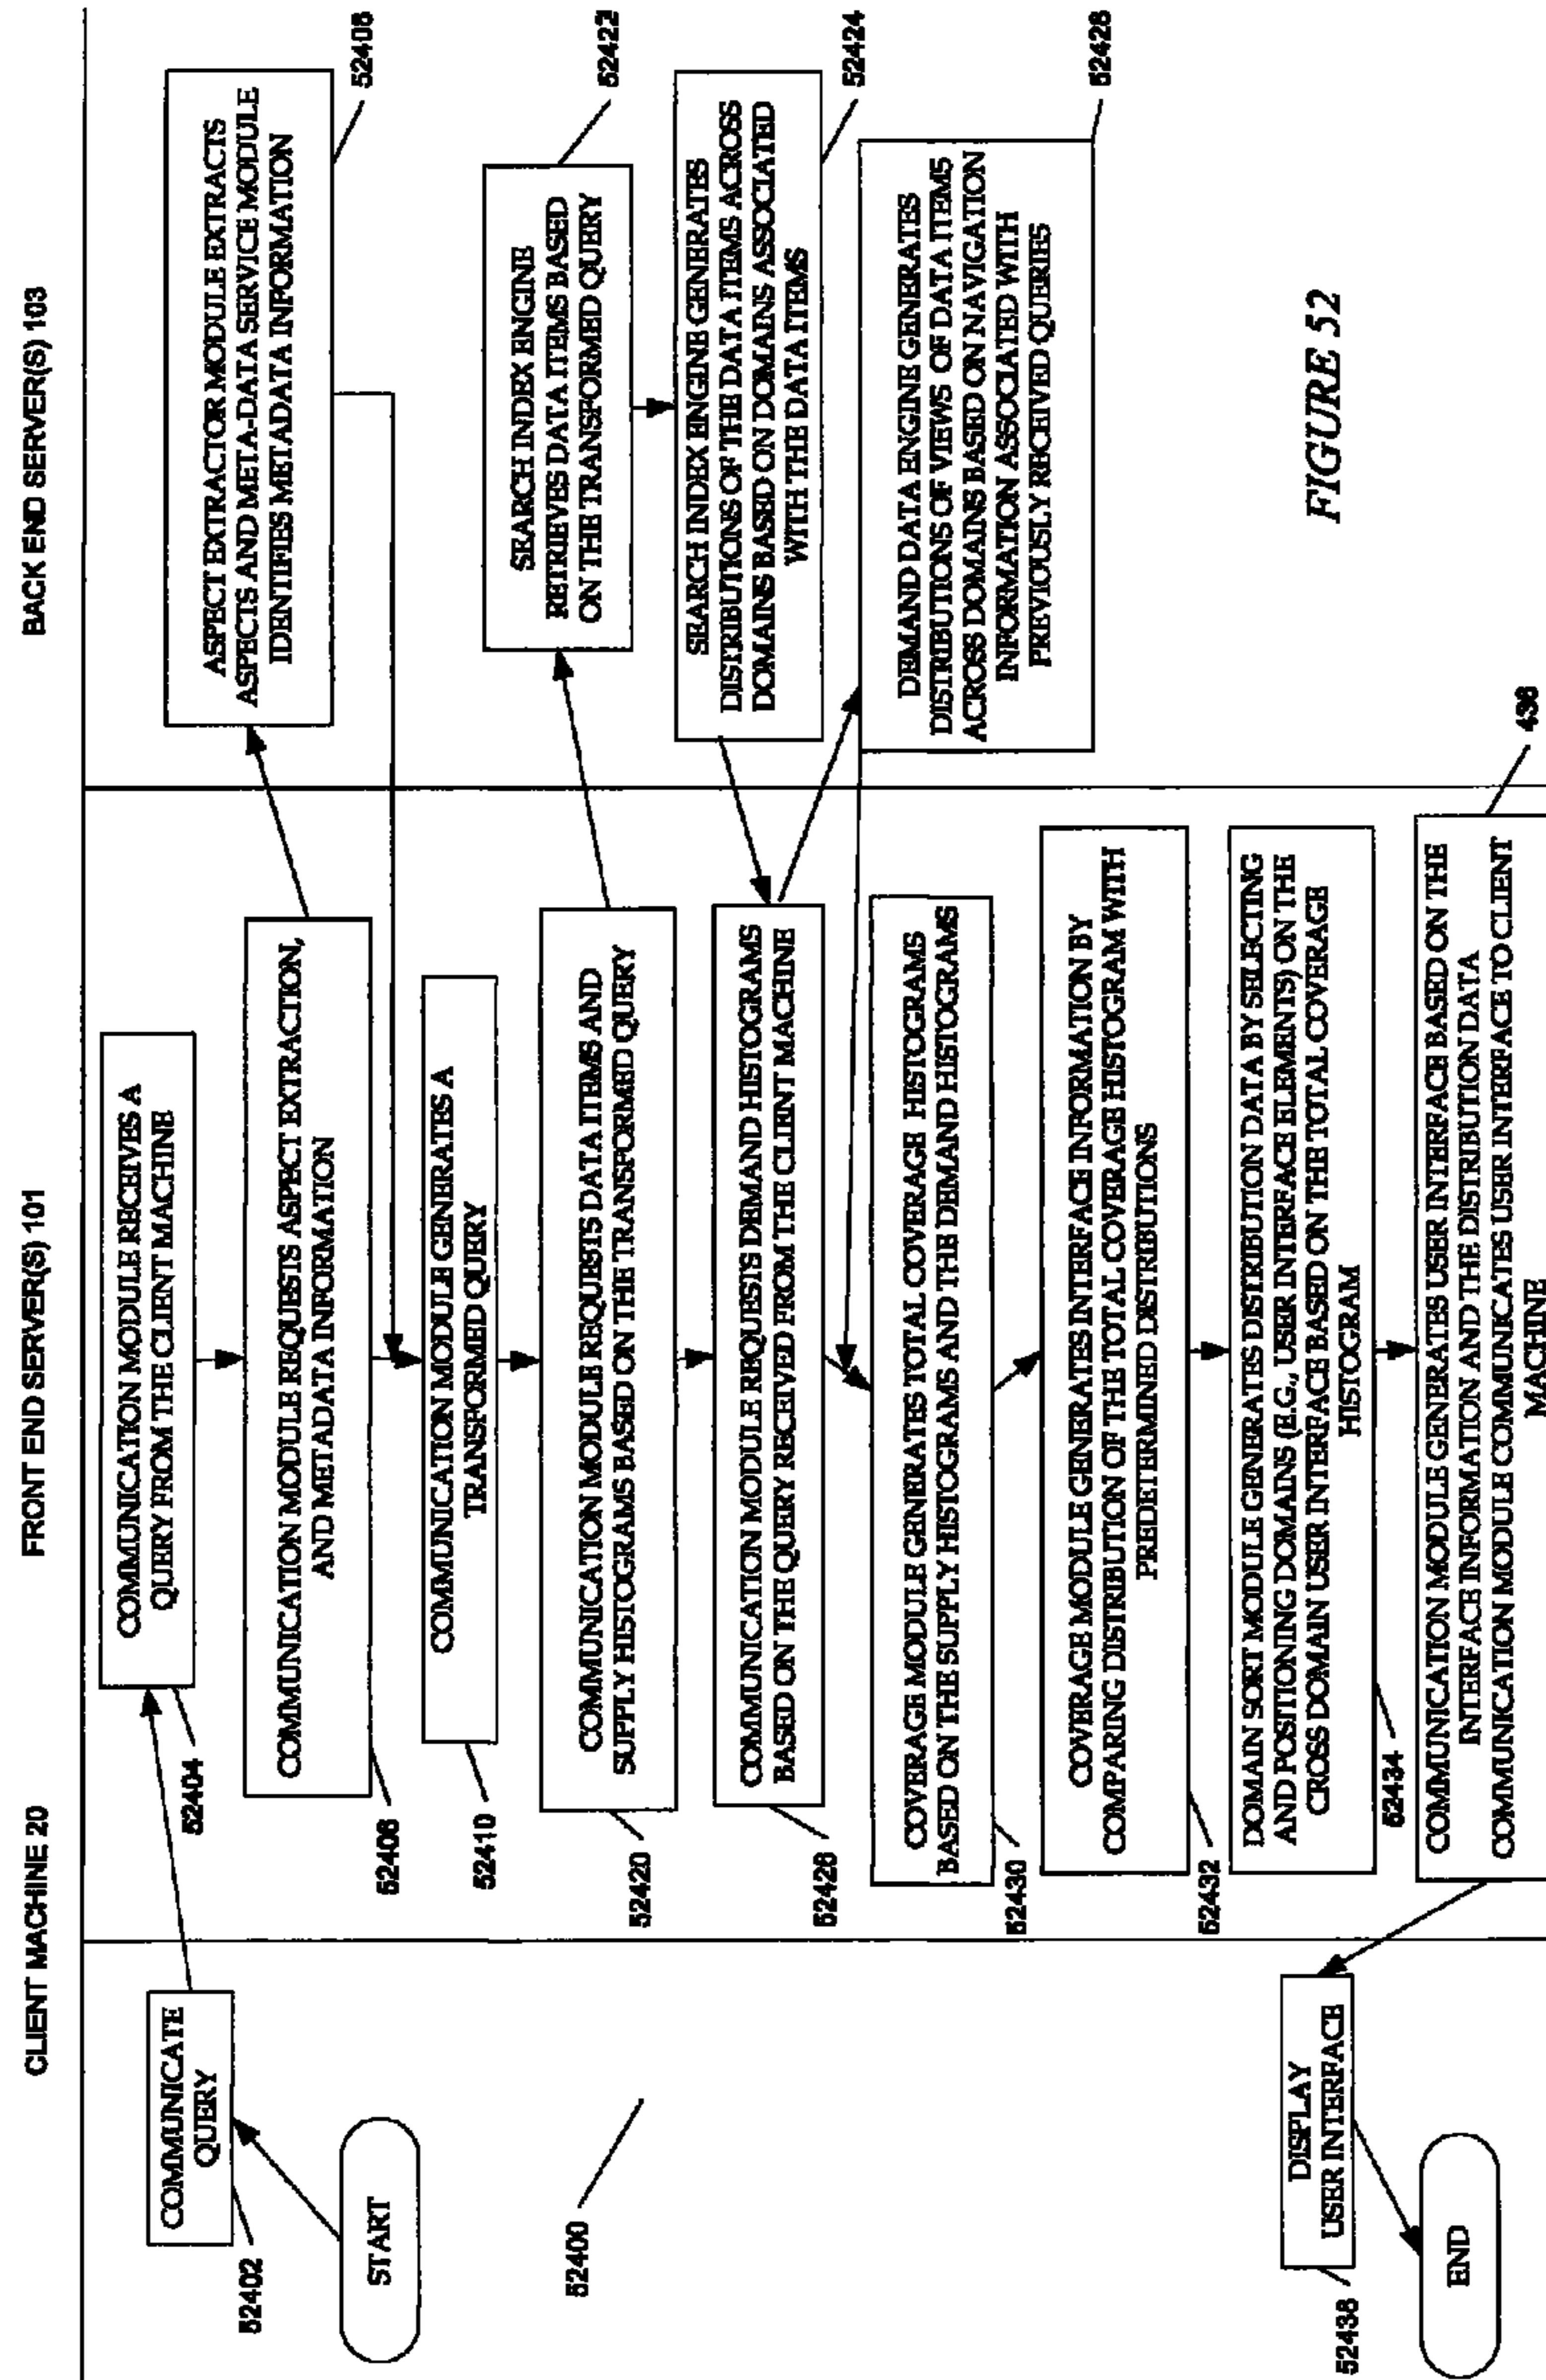 CLIENT MACHINE 20
FRONT END SERVER(S) 101
BACK END SERVER(S) 103
START
COMMUNICATE
QUERY
52402
52400
COMMUNICATION MODULE RECEIVES A
QUERY FROM THE CLIENT MACHINE
52404
COMMUNICATION MODULE REQUESTS ASPECT EXTRACTION,
AND METADATA INFORMATION
52406
ASPECT EXTRACTOR MODULE EXTRACTS
ASPECTS AND META-DATA SERVICE MODULE
IDENTIFIES METADATA INFORMATION
52408
COMMUNICATION MODULE GENERATES A
TRANSFORMED QUERY
52410
COMMUNICATION MODULE REQUESTS DATA ITEMS AND
SUPPLY HISTOGRAMS BASED ON THE TRANSFORMED QUERY
52420
SEARCH INDEX ENGINE
RETRIEVES DATA ITEMS BASED
ON THE TRANSFORMED QUERY
52422
SEARCH INDEX ENGINE GENERATES
DISTRIBUTIONS OF THE DATA ITEMS ACROSS
DOMAINS BASED ON DOMAINS ASSOCIATED
WITH THE DATA ITEMS
52424
COMMUNICATION MODULE REQUESTS DEMAND HISTOGRAMS
BASED ON THE QUERY RECEIVED FROM THE CLIENT MACHINE
52426
DEMAND DATA ENGINE GENERATES
DISTRIBUTIONS OF VIEWS OF DATA ITEMS
ACROSS DOMAINS BASED ON NAVIGATION
INFORMATION ASSOCIATED WITH
PREVIOUSLY RECEIVED QUERIES
52428
COVERAGE MODULE GENERATES TOTAL COVERAGE HISTOGRAMS
BASED ON THE SUPPLY HISTOGRAMS AND THE DEMAND HISTOGRAMS
52430
COVERAGE MODULE GENERATES INTERFACE INFORMATION BY
COMPARING DISTRIBUTION OF THE TOTAL COVERAGE HISTOGRAM WITH
PREDETERMINED DISTRIBUTIONS
52432
DOMAIN SORT MODULE GENERATES DISTRIBUTION DATA BY SELECTING
AND POSITIONING DOMAINS (E.G., USER INTERFACE ELEMENTS) ON THE
CROSS DOMAIN USER INTERFACE BASED ON THE TOTAL COVERAGE
HISTOGRAM
52434
COMMUNICATION MODULE GENERATES USER INTERFACE BASED ON THE
INTERFACE INFORMATION AND THE DISTRIBUTION DATA
COMMUNICATION MODULE COMMUNICATES USER INTERFACE TO CLIENT
MACHINE
436
DISPLAY
USER INTERFACE
52438
END
FIGURE 52